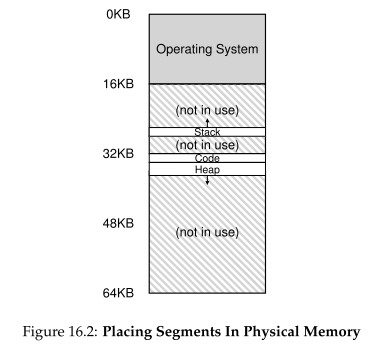 0KB
Operating System
16KB
(not in use)
Stack
(not in use)
32KB
Code
Heap
48KB
(not in use)
64KB
Figure 16.2: Placing Segments In Physical Memory